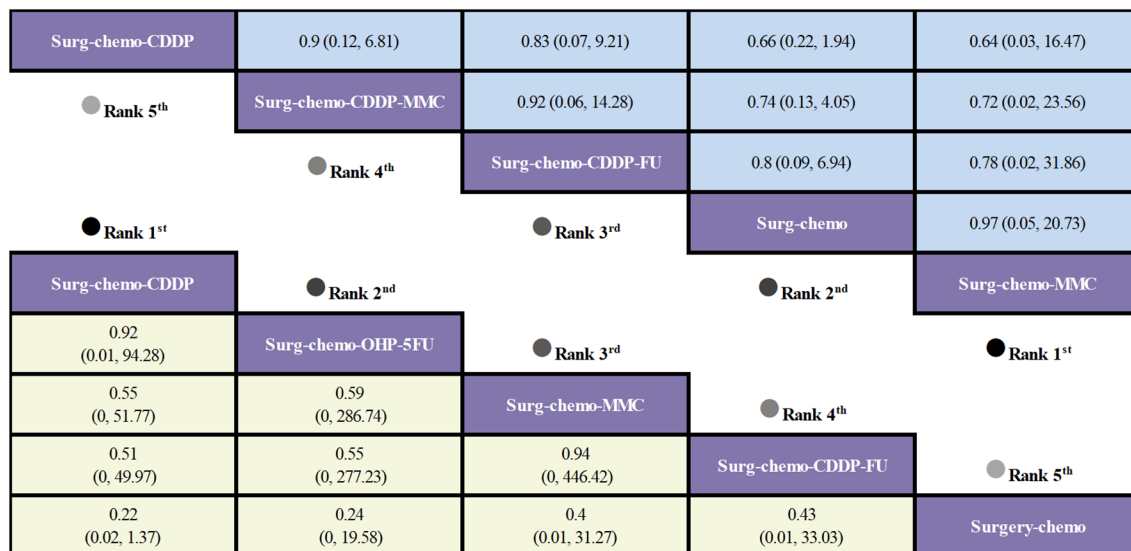 Surg-chemo-CDDP 0.9 (0.12, 6.81) 0.83 (0.07, 9.21) 0.66 (0.22, 1.94) 0.64 (0.03, 16.47)
Rank 5th Surg-chemo-CDDP-MMC 0.92 (0.06, 14.28) 0.74 (0.13, 4.05) 0.72 (0.02, 23.56)
Rank 4th Surg-chemo-CDDP-FU 0.8 (0.09, 6.94) 0.78 (0.02, 31.86)
Rank 1st Rank 3rd Surg-chemo 0.97 (0.05, 20.73)
Surg-chemo-CDDP Rank 2nd Rank 2nd Surg-chemo-MMC
0.92
(0.01, 94.28)
Surg-chemo-OHP-5FU Rank 3rd Rank 1st
0.55
(0, 51.77)
0.59
(0, 286.74)
Surg-chemo-MMC Rank 4th
0.51
(0, 49.97)
0.55
(0, 277.23)
0.94
(0, 446.42)
Surg-chemo-CDDP-FU Rank 5th
0.22
(0.02, 1.37)
0.24
(0, 19.58)
0.4
(0.01, 31.27)
0.43
(0.01, 33.03)
Surgery-chemo